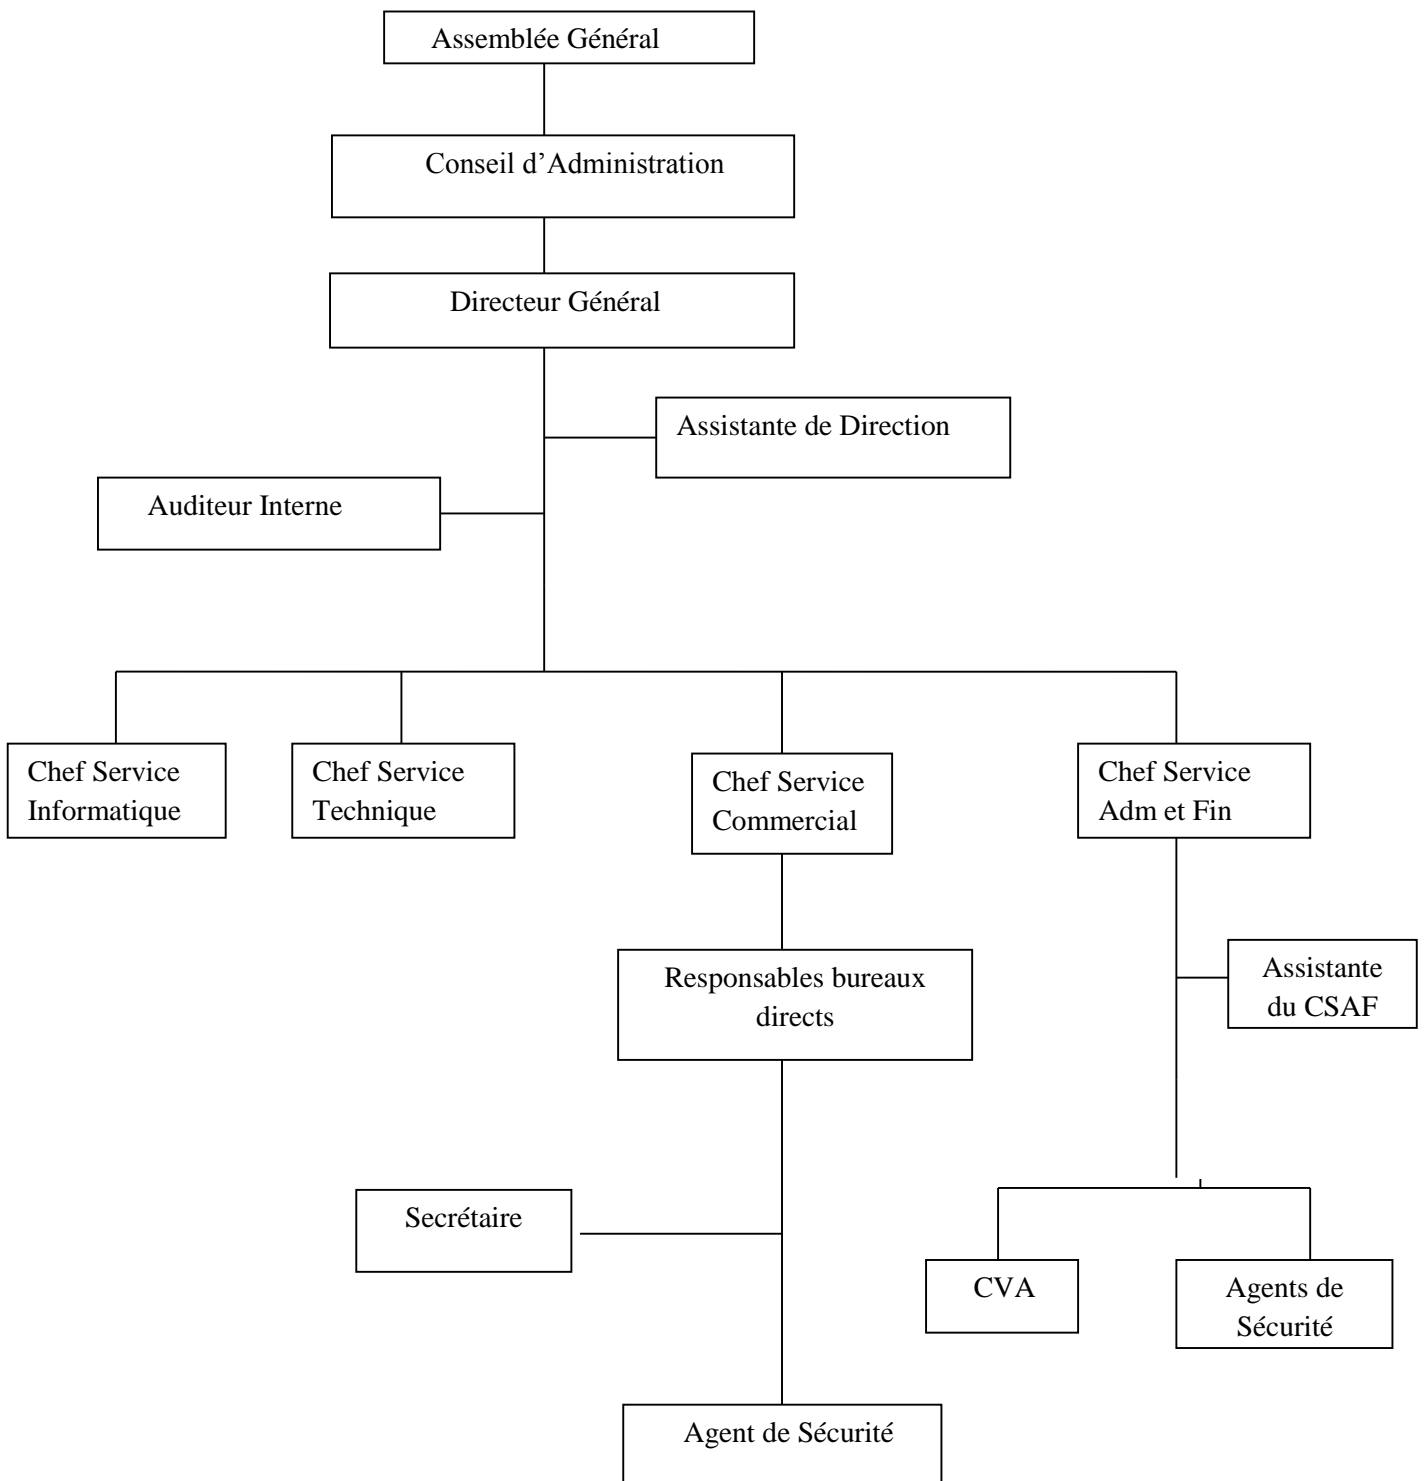 Assemblée Général
Conseil d’Administration
Directeur Général
Assistante de Direction
Auditeur Interne
Chef Service
Informatique
Chef Service
Technique
Chef Service
Commercial
Chef Service
Adm et Fin
Responsables bureaux
directs
Assistante
du CSAF
Secrétaire
CVA
Agents de
Sécurité
Agent de Sécurité